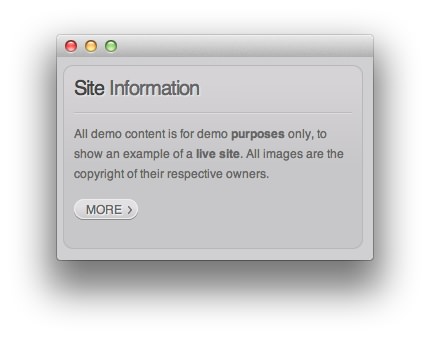 Site Information
All demo content is for demo purposes only, to
show an example of a live site. All images are the
copyright of their respective owners.
MORE >